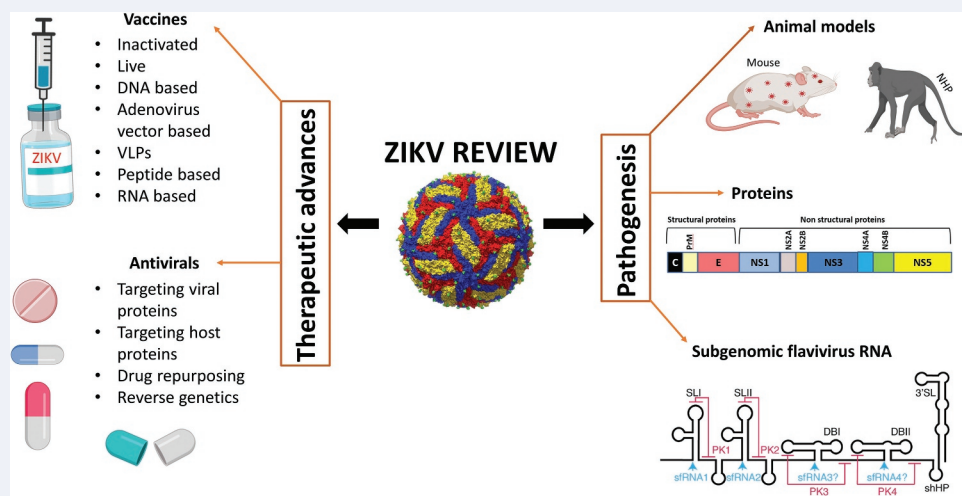 ZIKV REVIEW
Therapeutic advances
Vaccines
• Inactivated
• Live
• DNA based
• Adenovirus
vector based
• VLPs
• Peptide based
• RNA based
ZIKV
Antivirals
• Targeting viral
proteins
• Targeting host
proteins
• Drug repurposing
• Reverse genetics
Pathogenesis
Animal models
Mouse
NHP
Proteins
Structural proteins
Non structural proteins
C
PrM
E
NS1
NS2A
NS2B
NS3
NS4A
NS4B
NS5
Subgenomic flavivirus RNA
SLI
SLII
DBI
DBII
3'SL
PK1
PK2
sfRNA1
sfRNA2
sfRNA3?
sfRNA4?
PK3
PK4
shHP